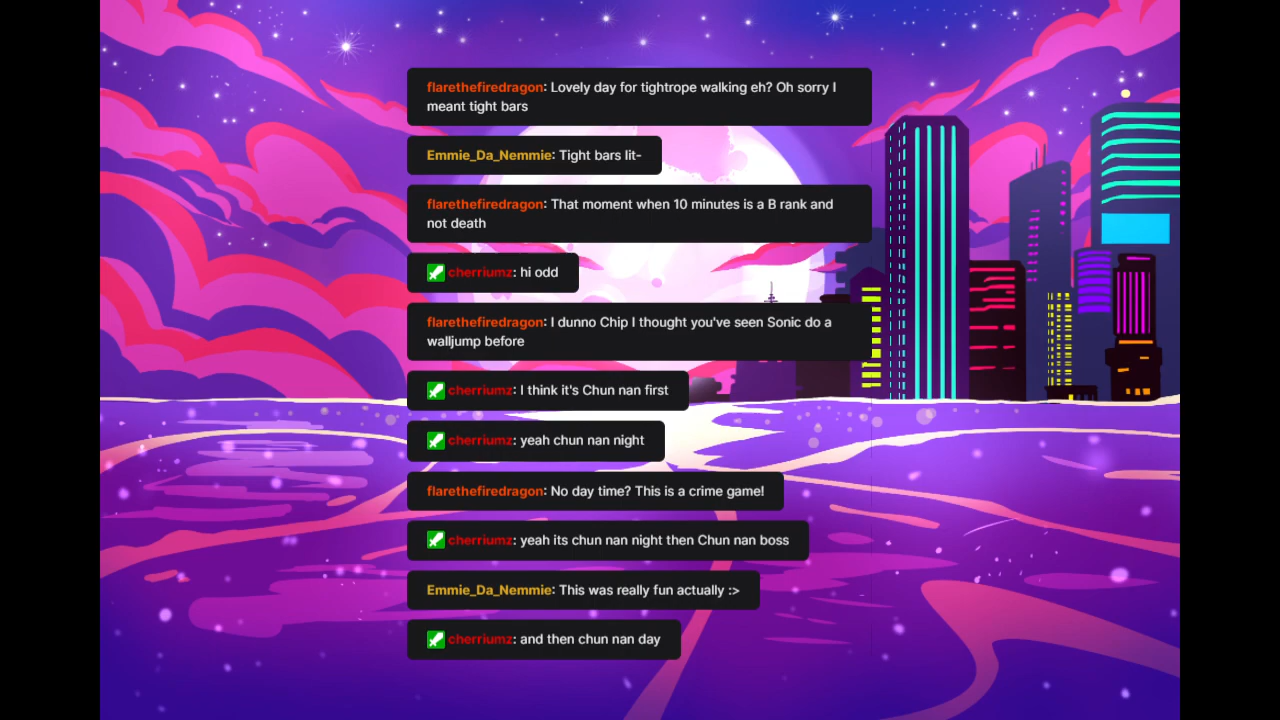 flarethefiredragon: Lovely day for tightrope walking eh? Oh sorry I
meant tight bars
Emmie_Da_Nemmie: Tight bars lit-
flarethefiredragon: That moment when 10 minutes is a B rank and
not death
cherriumz: hi odd
flarethefiredragon: I dunno Chip I thought you've seen Sonic do a
walljump before
cherriumz: I think it's Chun nan first
cherriumz: yeah chun nan night
flarethefiredragon: No day time? This is a crime game!
cherriumz: yeah its chun nan night then Chun nan boss
Emmie_Da_Nemmie: This was really fun actually :>
cherriumz: and then chun nan day